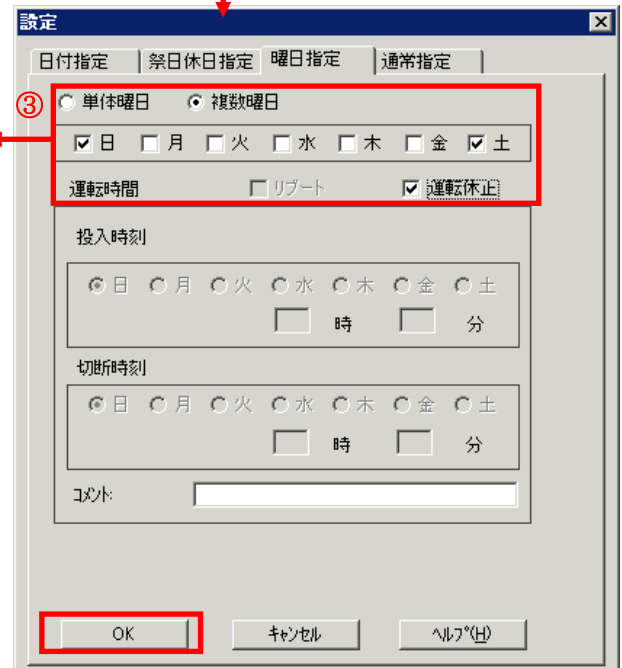 設定
日付指定 祭日休日指定 曜日指定 通常指定
③ 単体曜日 複数曜日
日 月 火 水 木 金 土
運転時間 リブート 運転休止
投入時刻
日 月 火 水 木 金 土
時 分
切断時刻
日 月 火 水 木 金 土
時 分
コメント:
OK キャンセル ヘルプ(H)